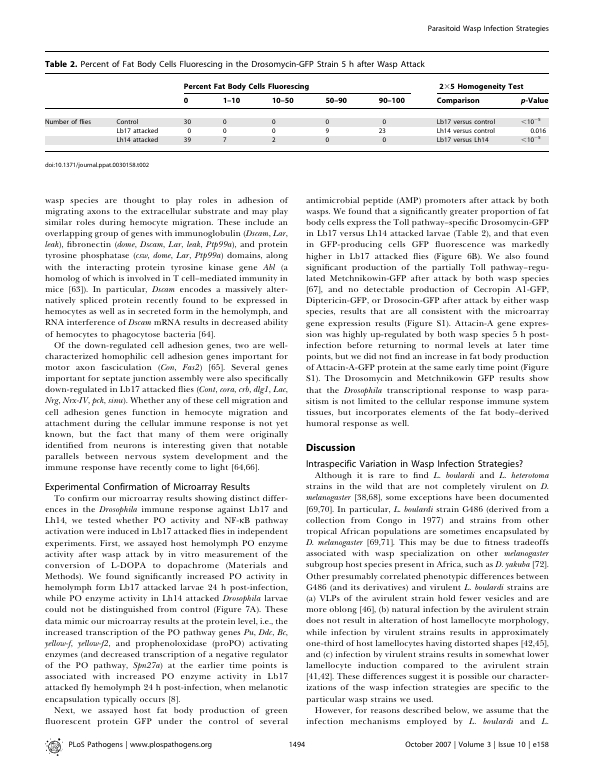 Parasitoid Wasp Infection Strategies
Table 2. Percent of Fat Body Cells Fluorescing in the Drosomycin-GFP Strain 5 h after Wasp Attack
Percent Fat Body Cells Fluorescing 2×5 Homogeneity Test
0 1–10 10–50 50–90 90–100 Comparison p-Value
Number of flies Control 30 0 0 0 0 Lb17 versus control <10⁻⁹
Lb17 attacked 0 0 0 9 23 Lh14 versus control 0.016
Lh14 attacked 39 7 2 0 0 Lb17 versus Lh14 <10⁻⁹
doi:10.1371/journal.ppat.0030158.t002
wasp species are thought to play roles in adhesion of
migrating axons to the extracellular substrate and may play
similar roles during hemocyte migration. These include an
overlapping group of genes with immunoglobulin (Dscam, Lar,
leak), fibronectin (dome, Dscam, Lar, leak, Ptp99a), and protein
tyrosine phosphatase (csw, dome, Lar, Ptp99a) domains, along
with the interacting protein tyrosine kinase gene Abl (a
homolog of which is involved in T cell–mediated immunity in
mice [63]). In particular, Dscam encodes a massively alter-
natively spliced protein recently found to be expressed in
hemocytes as well as in secreted form in the hemolymph, and
RNA interference of Dscam mRNA results in decreased ability
of hemocytes to phagocytose bacteria [64].
Of the down-regulated cell adhesion genes, two are well-
characterized homophilic cell adhesion genes important for
motor axon fasciculation (Con, Fas2) [65]. Several genes
important for septate junction assembly were also specifically
down-regulated in Lb17 attacked flies (Cont, cora, crb, dlg1, Lac,
Nrg, Nrx-IV, pck, sinu). Whether any of these cell migration and
cell adhesion genes function in hemocyte migration and
attachment during the cellular immune response is not yet
known, but the fact that many of them were originally
identified from neurons is interesting given that notable
parallels between nervous system development and the
immune response have recently come to light [64,66].
Experimental Confirmation of Microarray Results
To confirm our microarray results showing distinct differ-
ences in the Drosophila immune response against Lb17 and
Lh14, we tested whether PO activity and NF-κB pathway
activation were induced in Lb17 attacked flies in independent
experiments. First, we assayed host hemolymph PO enzyme
activity after wasp attack by in vitro measurement of the
conversion of L-DOPA to dopachrome (Materials and
Methods). We found significantly increased PO activity in
hemolymph form Lb17 attacked larvae 24 h post-infection,
while PO enzyme activity in Lh14 attacked Drosophila larvae
could not be distinguished from control (Figure 7A). These
data mimic our microarray results at the protein level, i.e., the
increased transcription of the PO pathway genes Pu, Ddc, Bc,
yellow-f, yellow-f2, and prophenoloxidase (proPO) activating
enzymes (and decreased transcription of a negative regulator
of the PO pathway, Spn27a) at the earlier time points is
associated with increased PO enzyme activity in Lb17
attacked fly hemolymph 24 h post-infection, when melanotic
encapsulation typically occurs [8].
Next, we assayed host fat body production of green
fluorescent protein GFP under the control of several
antimicrobial peptide (AMP) promoters after attack by both
wasps. We found that a significantly greater proportion of fat
body cells express the Toll pathway–specific Drosomycin-GFP
in Lb17 versus Lh14 attacked larvae (Table 2), and that even
in GFP-producing cells GFP fluorescence was markedly
higher in Lb17 attacked flies (Figure 6B). We also found
significant production of the partially Toll pathway–regu-
lated Metchnikowin-GFP after attack by both wasp species
[67], and no detectable production of Cecropin A1-GFP,
Diptericin-GFP, or Drosocin-GFP after attack by either wasp
species, results that are all consistent with the microarray
gene expression results (Figure S1). Attacin-A gene expres-
sion was highly up-regulated by both wasp species 5 h post-
infection before returning to normal levels at later time
points, but we did not find an increase in fat body production
of Attacin-A-GFP protein at the same early time point (Figure
S1). The Drosomycin and Metchnikowin GFP results show
that the Drosophila transcriptional response to wasp para-
sitism is not limited to the cellular response immune system
tissues, but incorporates elements of the fat body–derived
humoral response as well.
Discussion
Intraspecific Variation in Wasp Infection Strategies?
Although it is rare to find L. boulardi and L. heterotoma
strains in the wild that are not completely virulent on D.
melanogaster [38,68], some exceptions have been documented
[69,70]. In particular, L. boulardi strain G486 (derived from a
collection from Congo in 1977) and strains from other
tropical African populations are sometimes encapsulated by
D. melanogaster [69,71]. This may be due to fitness tradeoffs
associated with wasp specialization on other melanogaster
subgroup host species present in Africa, such as D. yakuba [72].
Other presumably correlated phenotypic differences between
G486 (and its derivatives) and virulent L. boulardi strains are
(a) VLPs of the avirulent strain hold fewer vesicles and are
more oblong [46], (b) natural infection by the avirulent strain
does not result in alteration of host lamellocyte morphology,
while infection by virulent strains results in approximately
one-third of host lamellocytes having distorted shapes [42,45],
and (c) infection by virulent strains results in somewhat lower
lamellocyte induction compared to the avirulent strain
[41,42]. These differences suggest it is possible our character-
izations of the wasp infection strategies are specific to the
particular wasp strains we used.
However, for reasons described below, we assume that the
infection mechanisms employed by L. boulardi and L.
PLoS Pathogens | www.plospathogens.org 1494 October 2007 | Volume 3 | Issue 10 | e158